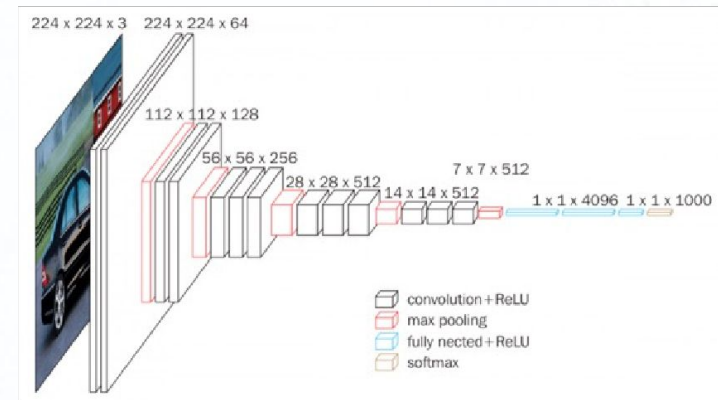 224 x 224 x 3
224 x 224 x 64
112 x 112 x 128
56 x 56 x 256
28 x 28 x 512
14 x 14 x 512
7 x 7 x 512
1 x 1 x 4096
1 x 1 x 1000
convolution+ReLU
max pooling
fully nected+ReLU
softmax